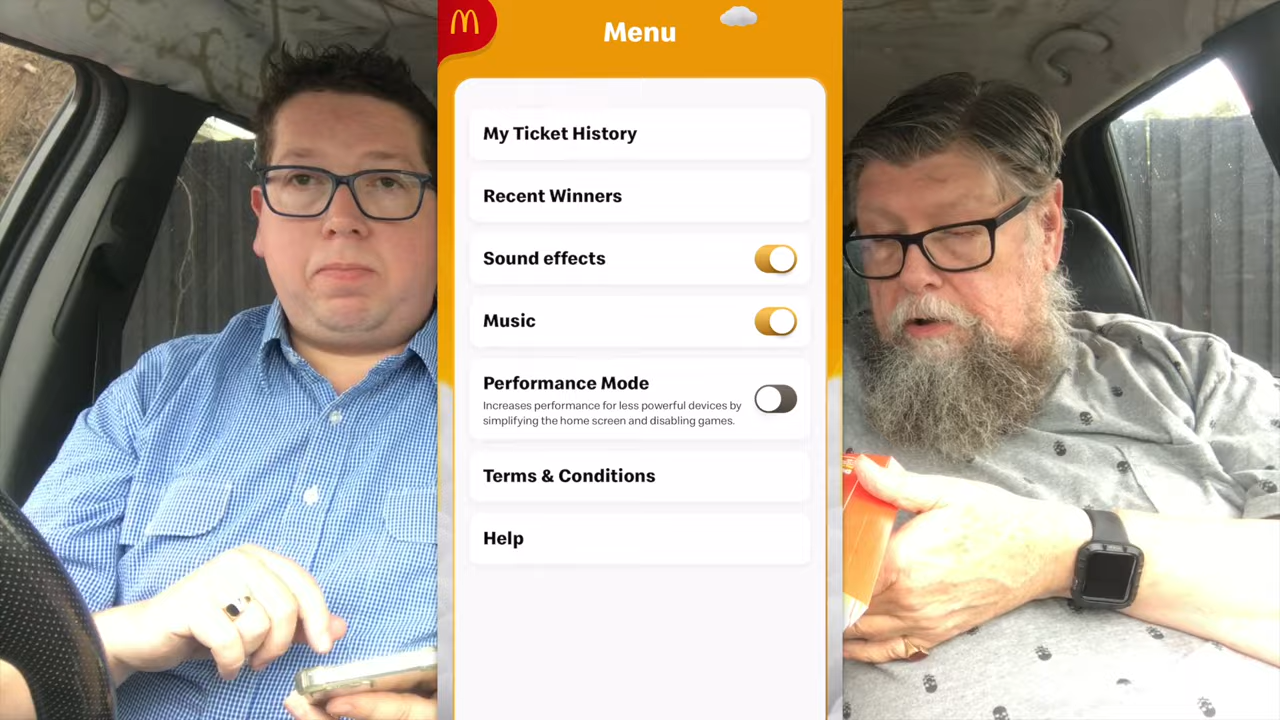 Menu
My Ticket History
Recent Winners
Sound effects
Music
Performance Mode
Increases performance for less powerful devices by
simplifying the home screen and disabling games.
Terms & Conditions
Help